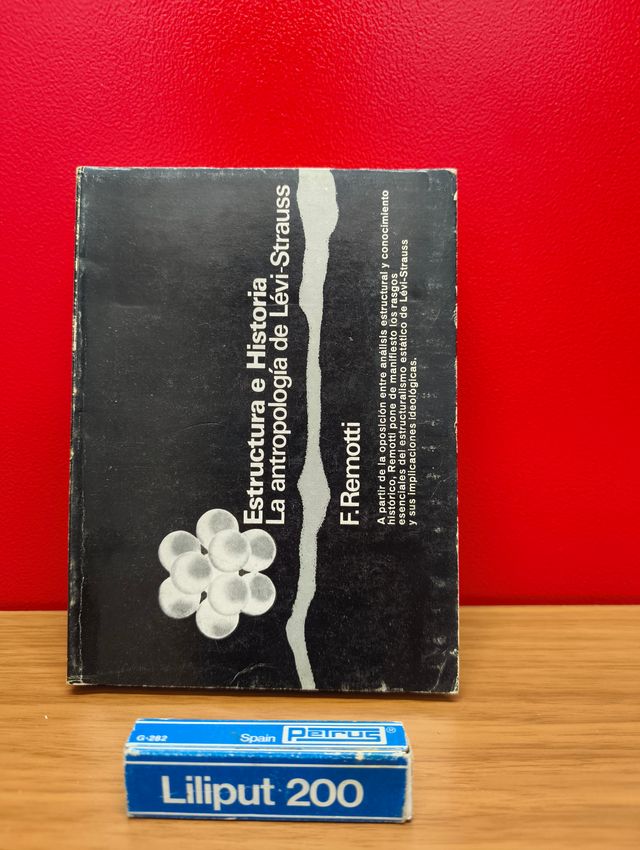 Estructura e Historia
La antropología de Lévi-Strauss
F. Remotti
A partir de la oposición entre análisis estructural y conocimiento
histórico, Remotti pone de manifiesto los rasgos
esenciales del estructuralismo estático de Lévi-Strauss
y sus implicaciones ideológicas.
G-282 Spain Petrus®
Liliput 200